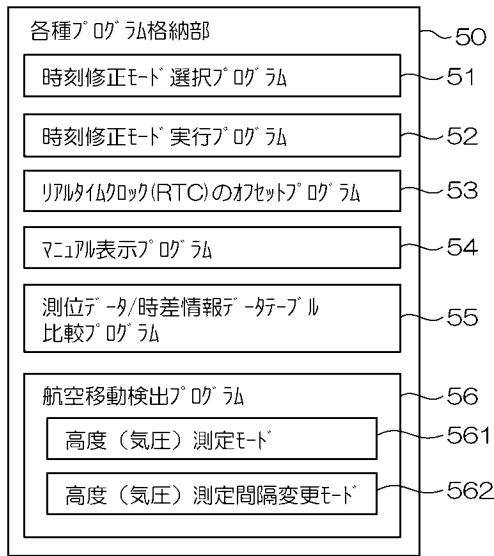 各種ﾌﾟﾛｸﾞﾗﾑ格納部 50
時刻修正ﾓｰﾄﾞ選択ﾌﾟﾛｸﾞﾗﾑ 51
時刻修正ﾓｰﾄﾞ実行ﾌﾟﾛｸﾞﾗﾑ 52
ﾘｱﾙﾀｲﾑｸﾛｯｸ(RTC)のｵﾌｾｯﾄﾌﾟﾛｸﾞﾗﾑ 53
ﾏﾆｭｱﾙ表示ﾌﾟﾛｸﾞﾗﾑ 54
測位ﾃﾞｰﾀ/時差情報ﾃﾞｰﾀﾃｰﾌﾞﾙ
比較ﾌﾟﾛｸﾞﾗﾑ 55
航空移動検出ﾌﾟﾛｸﾞﾗﾑ 56
高度（気圧）測定ﾓｰﾄﾞ 561
高度（気圧）測定間隔変更ﾓｰﾄﾞ 562